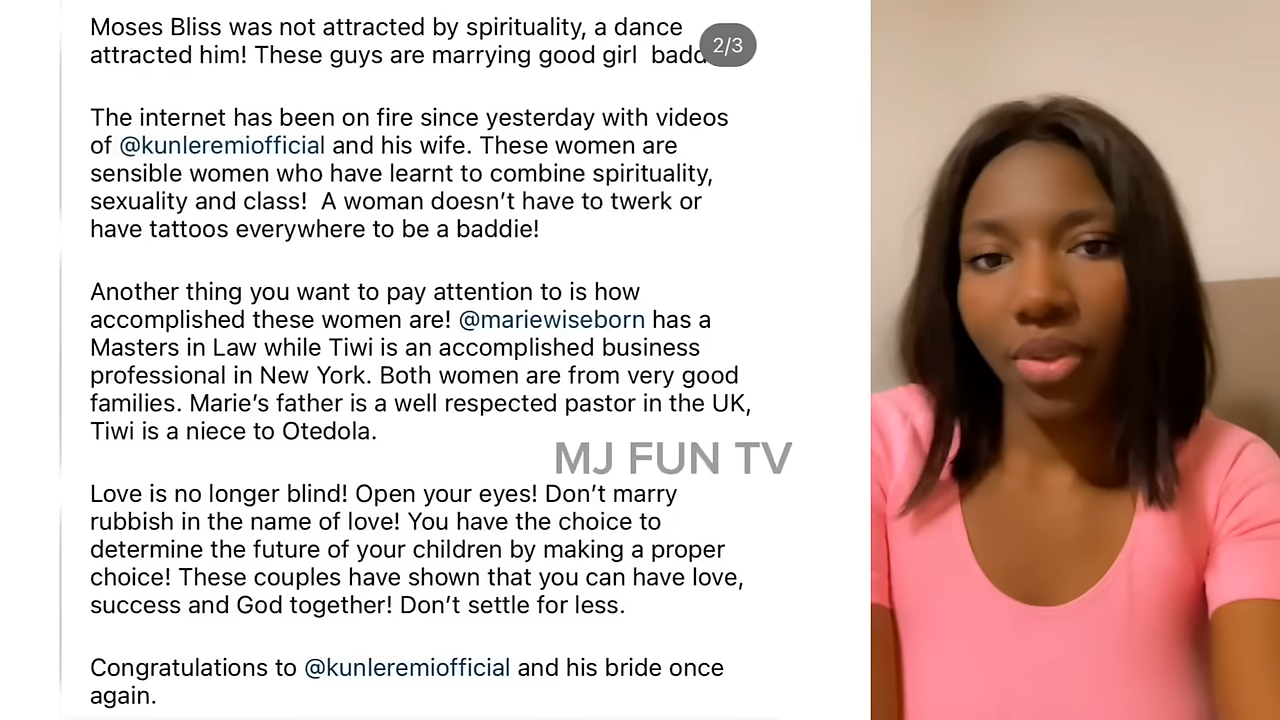 Moses Bliss was not attracted by spirituality, a dance
attracted him! These guys are marrying good girl
2/3
The internet has been on fire since yesterday with videos
of @kunleremiofficial and his wife. These women are
sensible women who have learnt to combine spirituality,
sexuality and class!  A woman doesn’t have to twerk or
have tattoos everywhere to be a baddie!
Another thing you want to pay attention to is how
accomplished these women are! @mariewiseborn has a
Masters in Law while Tiwi is an accomplished business
professional in New York. Both women are from very good
families. Marie’s father is a well respected pastor in the UK,
Tiwi is a niece to Otedola.
MJ FUN TV
Love is no longer blind! Open your eyes! Don’t marry
rubbish in the name of love! You have the choice to
determine the future of your children by making a proper
choice! These couples have shown that you can have love,
success and God together! Don’t settle for less.
Congratulations to @kunleremiofficial and his bride once
again.